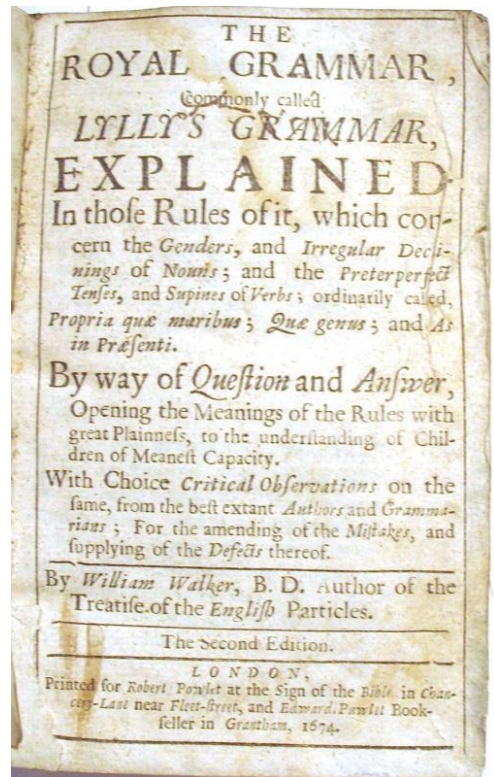 THE
ROYAL GRAMMAR,
Commonly called
LYLLY'S GRAMMAR,
EXPLAINED
In thoſe Rules of it, which con-
cern the Genders, and Irregular Decli-
nings of Nouns; and the Preterperfect
Tenſes, and Supines of Verbs; ordinarily called,
Propria quæ maribus; Quæ genus; and As
in Præſenti.
By way of Queſtion and Anſwer,
Opening the Meanings of the Rules with
great Plainneſs, to the underſtanding of Chil-
dren of Meaneſt Capacity.
With Choice Critical Obſervations on the
ſame, from the beſt extant Authors and Gramma-
rians; For the amending of the Miſtakes, and
ſupplying of the Defects thereof.
By William Walker, B. D. Author of the
Treatiſe of the Engliſh Particles.
The Second Edition.
LONDON,
Printed for Robert Pawlet at the Sign of the Bible in Chan-
cery-Lane near Fleet-ſtreet, and Edward Pawlet Book-
ſeller in Grantham, 1674.